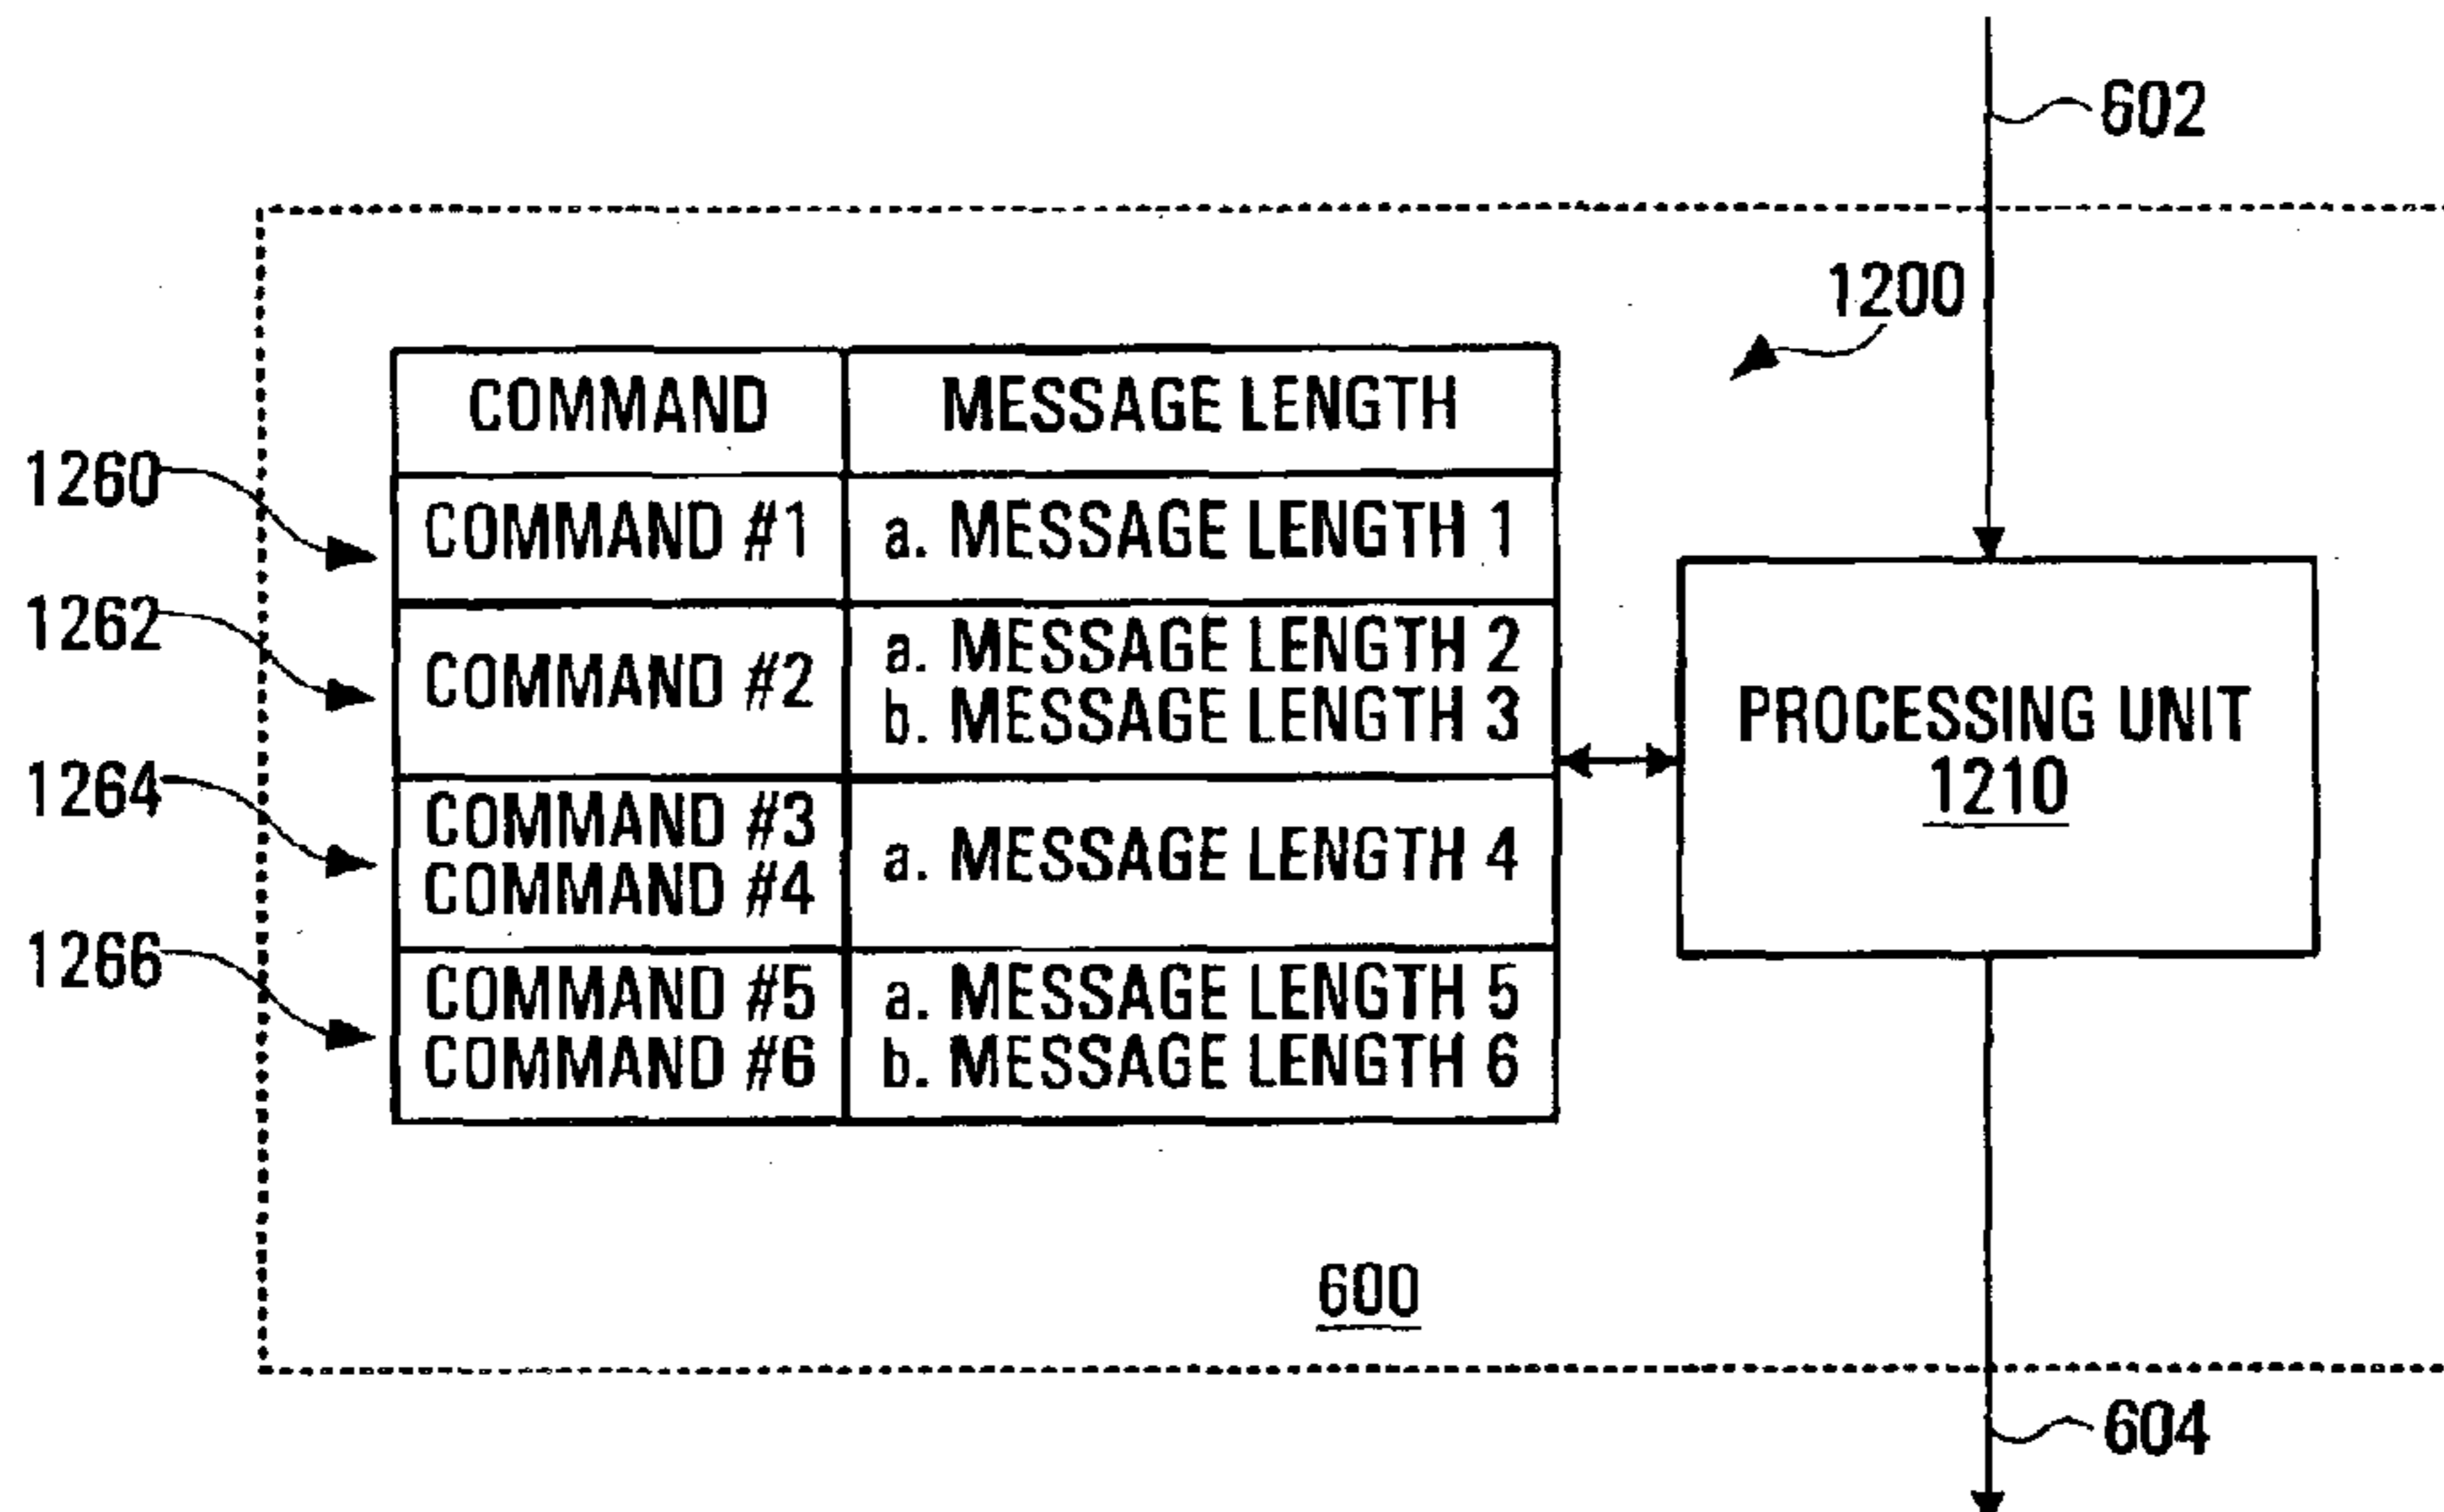 602
1200
COMMAND MESSAGE LENGTH
1260
COMMAND #1 a. MESSAGE LENGTH 1
1262
COMMAND #2 a. MESSAGE LENGTH 2
b. MESSAGE LENGTH 3
1264
COMMAND #3
COMMAND #4 a. MESSAGE LENGTH 4
1266
COMMAND #5 a. MESSAGE LENGTH 5
COMMAND #6 b. MESSAGE LENGTH 6
PROCESSING UNIT
1210
600
604